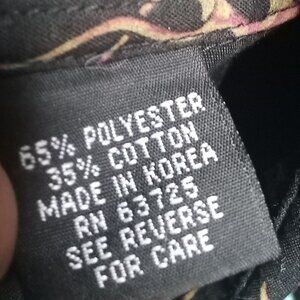 65% POLYESTER
35% COTTON
MADE IN KOREA
RN 63725
SEE REVERSE
FOR CARE